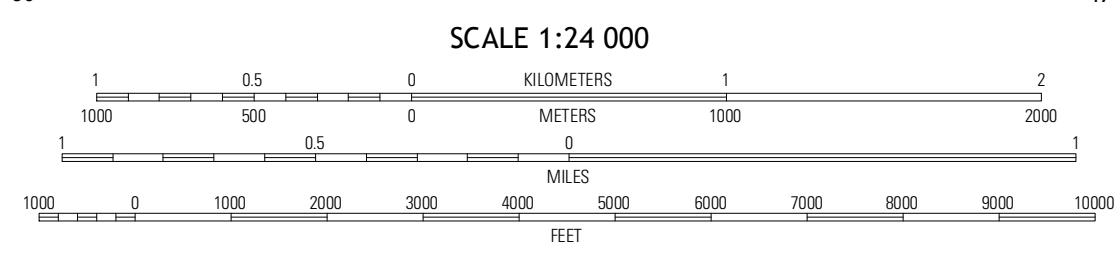 SCALE 1:24 000
1 0.5 0 KILOMETERS 1 2
1000 500 0 METERS 1000 2000
1 0.5 0 1
MILES
1000 0 1000 2000 3000 4000 5000 6000 7000 8000 9000 10000
FEET